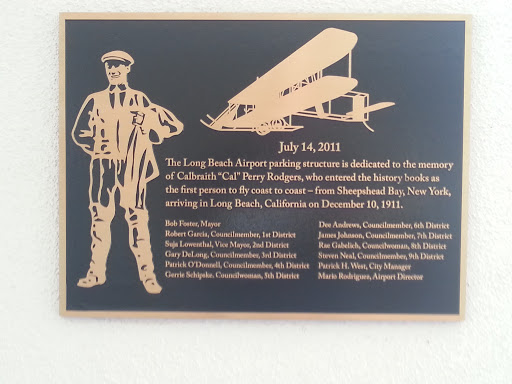 July 14, 2011
The Long Beach Airport parking structure is dedicated to the memory
of Calbraith "Cal" Perry Rodgers, who entered the history books as
the first person to fly coast to coast – from Sheepshead Bay, New York,
arriving in Long Beach, California on December 10, 1911.
Bob Foster, Mayor
Robert Garcia, Councilmember, 1st District
Suja Lowenthal, Vice Mayor, 2nd District
Gary DeLong, Councilmember, 3rd District
Patrick O'Donnell, Councilmember, 4th District
Gerrie Schipske, Councilwoman, 5th District
Dee Andrews, Councilmember, 6th District
James Johnson, Councilmember, 7th District
Rae Gabelich, Councilwoman, 8th District
Steven Neal, Councilmember, 9th District
Patrick H. West, City Manager
Mario Rodriguez, Airport Director